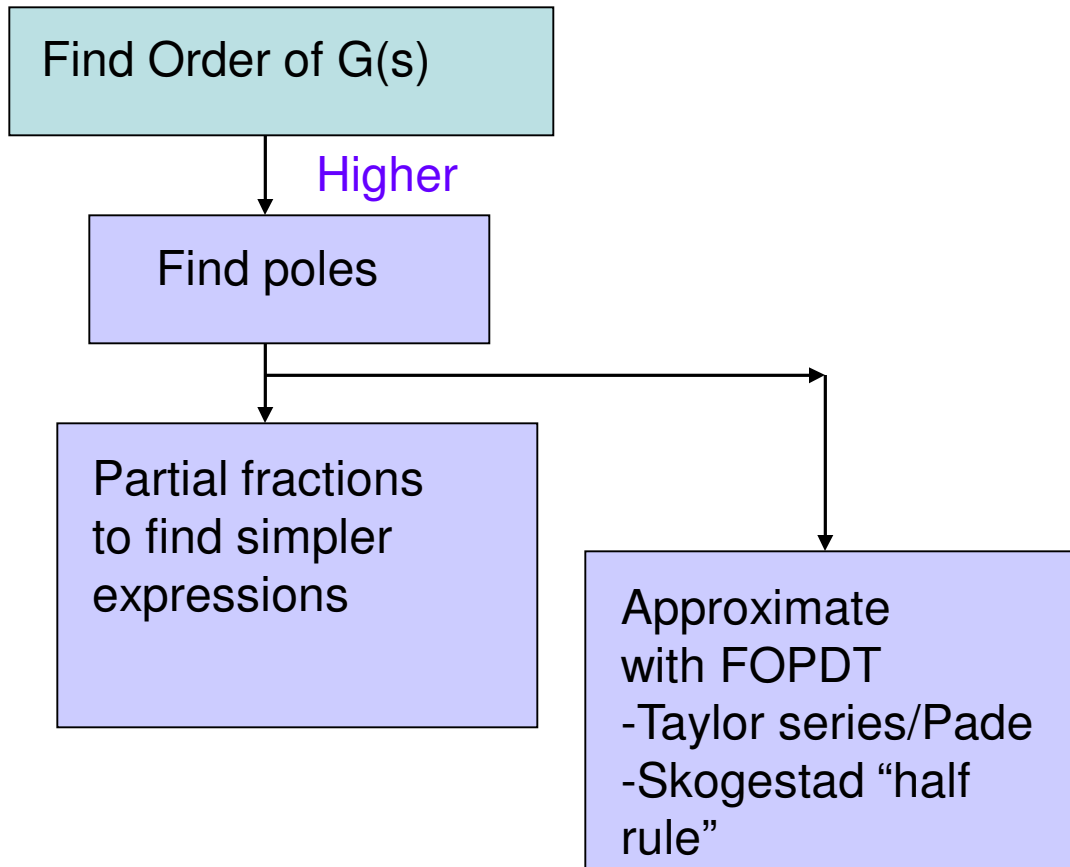 Find Order of G(s)
Higher
Find poles
Partial fractions
to find simpler
expressions
Approximate
with FOPDT
-Taylor series/Pade
-Skogestad “half
rule”